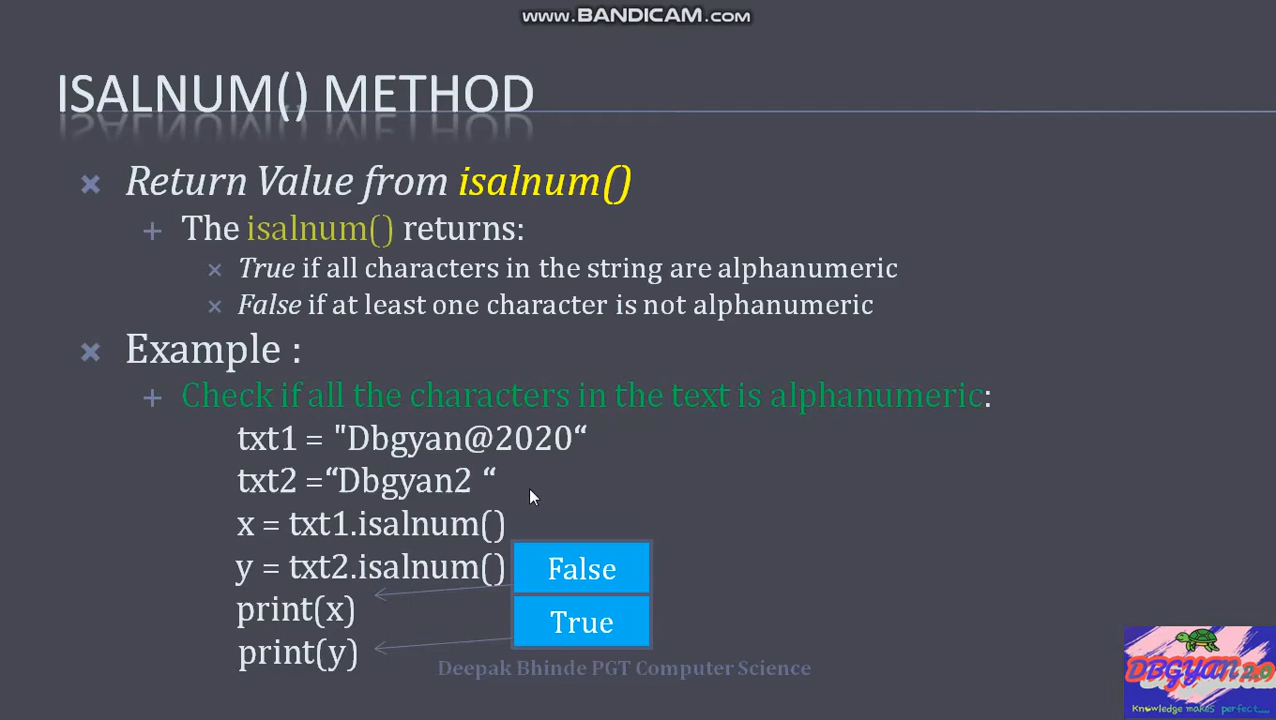 www.BANDICAM.com
ISALNUM() METHOD
Return Value from isalnum()
The isalnum() returns:
True if all characters in the string are alphanumeric
False if at least one character is not alphanumeric
Example :
Check if all the characters in the text is alphanumeric:
txt1 = "Dbgyan@2020“
txt2 =“Dbgyan2 “
x = txt1.isalnum()
y = txt2.isalnum()
False
print(x)
True
print(y)
Deepak Bhinde PGT Computer Science
DBGYAN 2.0
Knowledge makes perfect....